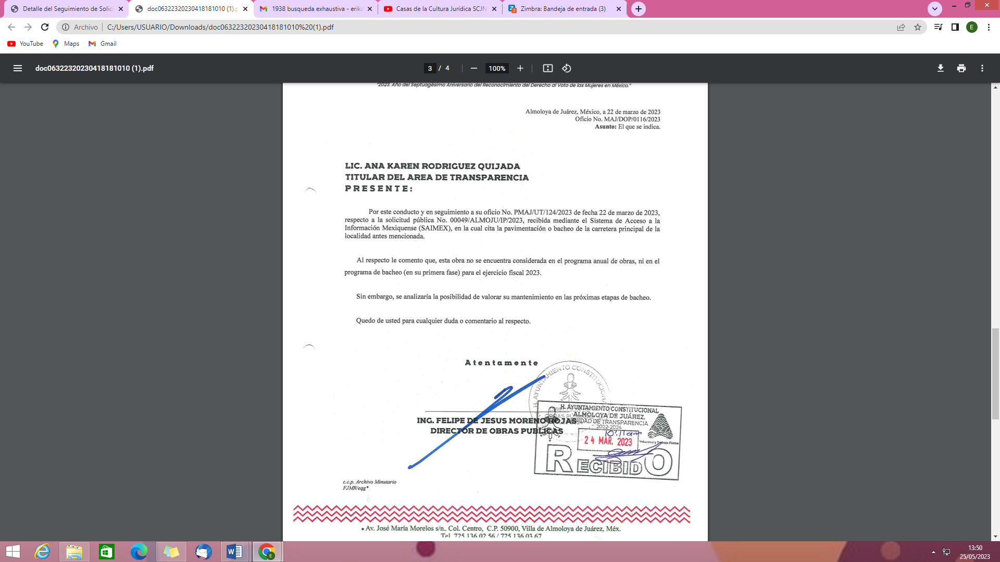 Detalle del Seguimiento de Solici
doc06322320230418181010 (1).p
1938 busqueda exhaustiva - erika
Casas de la Cultura Jurídica SCJN
Zimbra: Bandeja de entrada (3)
Archivo
C:/Users/USUARIO/Downloads/doc06322320230418181010%20(1).pdf
E
YouTube
Maps
Gmail
doc06322320230418181010 (1).pdf
3 / 4
100%
"2023. Año del Septuagésimo Aniversario del Reconocimiento del Derecho al Voto de las Mujeres en México."
Almoloya de Juárez, México, a 22 de marzo de 2023
Oficio No. MAJ/DOP/0116/2023
Asunto: El que se indica.
LIC. ANA KAREN RODRIGUEZ QUIJADA
TITULAR DEL AREA DE TRANSPARENCIA
P R E S E N T E :
Por este conducto y en seguimiento a su oficio No. PMAJ/UT/124/2023 de fecha 22 de marzo de 2023,
respecto a la solicitud pública No. 00049/ALMOJU/IP/2023, recibida mediante el Sistema de Acceso a la
Información Mexiquense (SAIMEX), en la cual cita la pavimentación o bacheo de la carretera principal de la
localidad antes mencionada.
Al respecto le comento que, esta obra no se encuentra considerada en el programa anual de obras, ni en el
programa de bacheo (en su primera fase) para el ejercicio fiscal 2023.
Sin embargo, se analizaría la posibilidad de valorar su mantenimiento en las próximas etapas de bacheo.
Quedo de usted para cualquier duda o comentario al respecto.
A t e n t a m e n t e
H. AYUNTAMIENTO CONSTITUCIONAL
ING. FELIPE DE JESUS MORENO ROJAS
DIRECTOR DE OBRAS PUBLICAS
H. AYUNTAMIENTO CONSTITUCIONAL
ALMOLOYA DE JUÁREZ.
UNIDAD DE TRANSPARENCIA
2022-2024
10:11am
24 MAR. 2023
Voluntad y Trabajo Firme
RECIBIDO
c.c.p. Archivo Minutario
FJMR/eqg*
• Av. José María Morelos s/n. Col. Centro, C.P. 50900, Villa de Almoloya de Juárez, Méx.
Tel. 725 136 02 56 / 725 136 03 67
E
13:50
25/05/2023